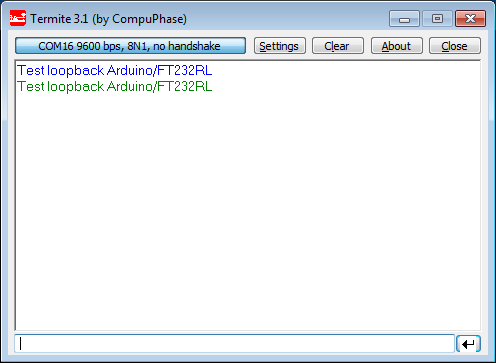 Termite 3.1 (by CompuPhase)
COM16 9600 bps, 8N1, no handshake
Settings
Clear
About
Close
Test loopback Arduino/FT232RL
Test loopback Arduino/FT232RL